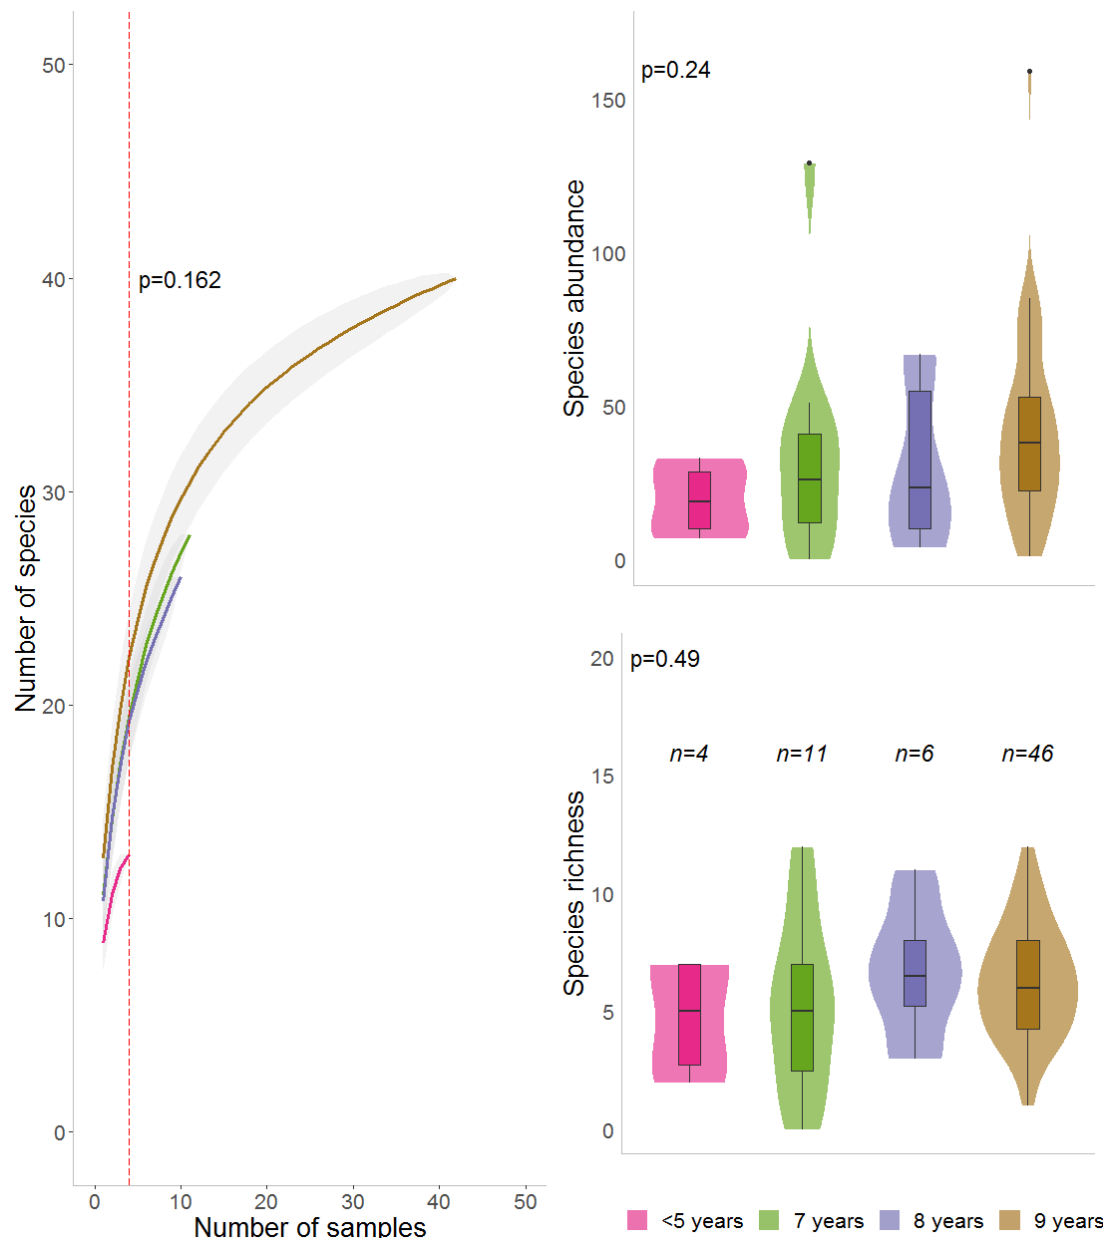 50
40
30
20
10
0
Number of species
p=0.162
0 10 20 30 40 50
Number of samples
p=0.24
150
100
50
0
Species abundance
p=0.49
20
15
10
5
0
Species richness
n=4 n=11 n=6 n=46
<5 years 7 years 8 years 9 years